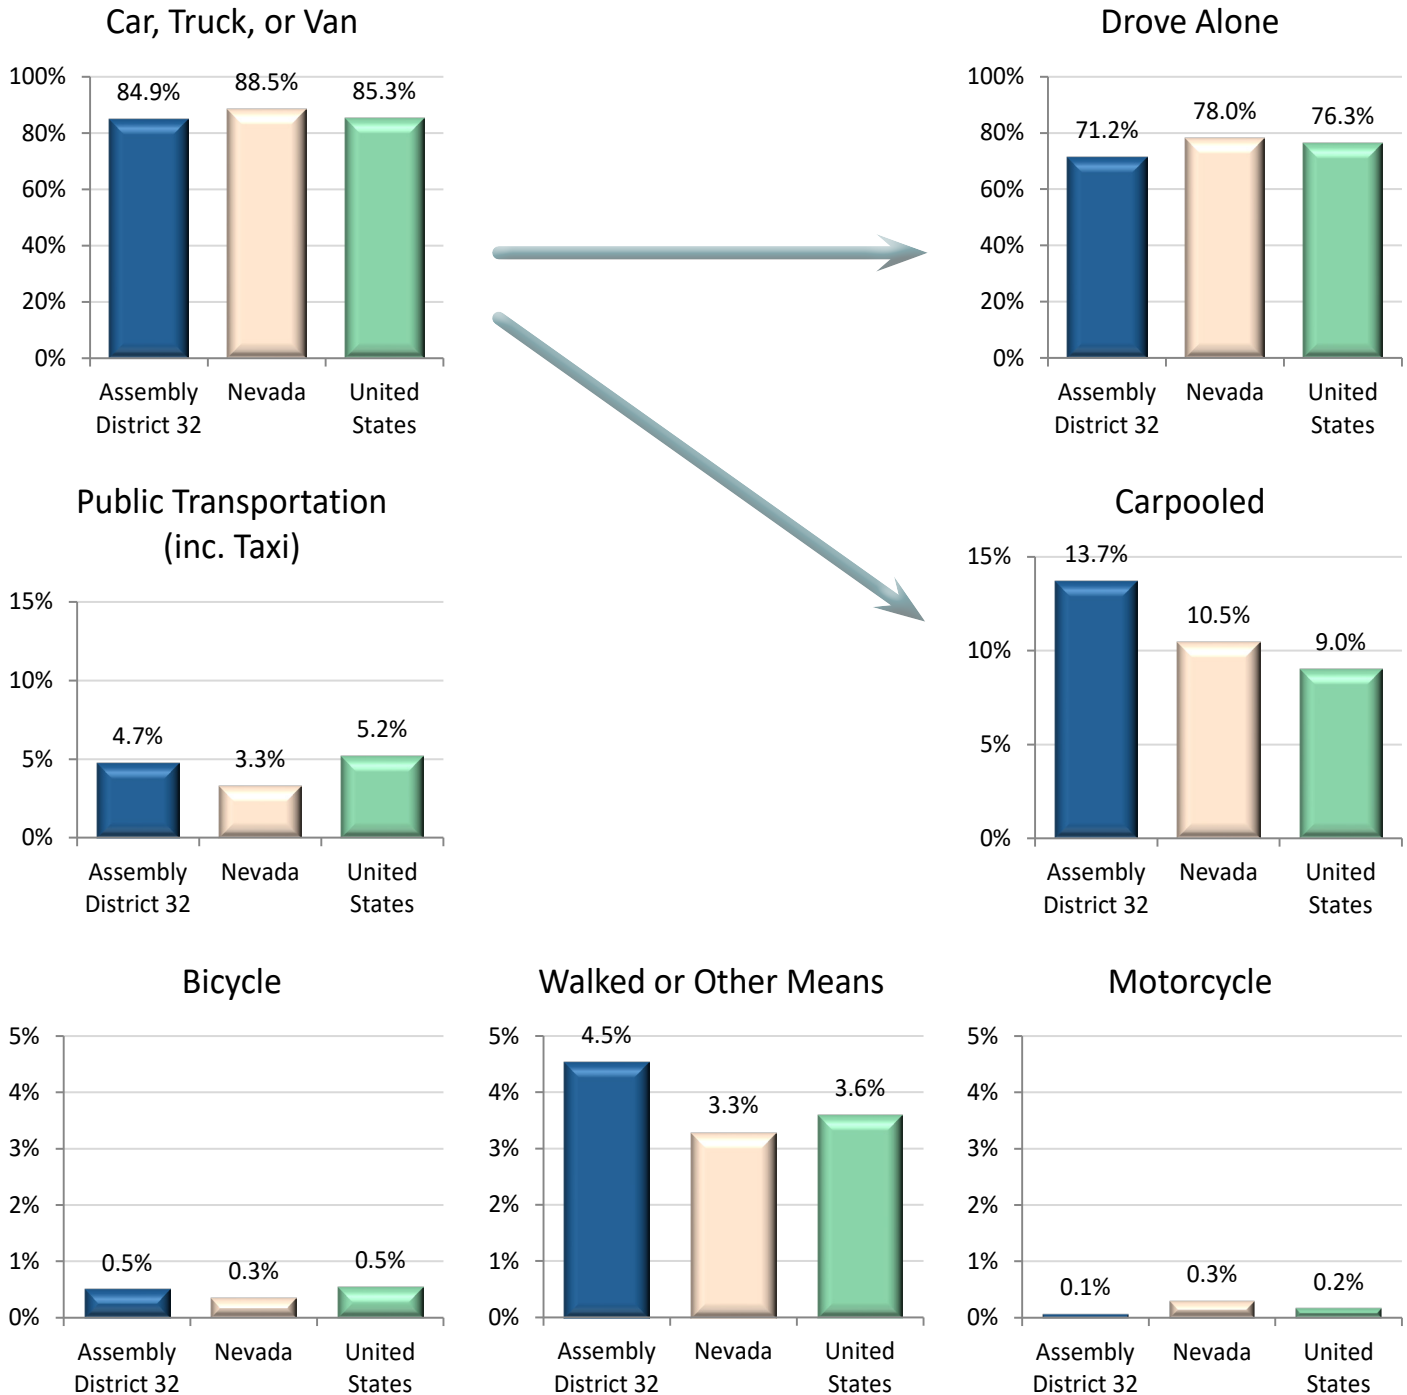 Car, Truck, or Van
100%
80%
60%
40%
20%
0%
84.9%
88.5%
85.3%
Assembly
District 32
Nevada
United
States
Drove Alone
100%
80%
60%
40%
20%
0%
71.2%
78.0%
76.3%
Assembly
District 32
Nevada
United
States
Public Transportation
(inc. Taxi)
15%
10%
5%
0%
4.7%
3.3%
5.2%
Assembly
District 32
Nevada
United
States
Carpooled
15%
10%
5%
0%
13.7%
10.5%
9.0%
Assembly
District 32
Nevada
United
States
Bicycle
5%
4%
3%
2%
1%
0%
0.5%
0.3%
0.5%
Assembly
District 32
Nevada
United
States
Walked or Other Means
5%
4%
3%
2%
1%
0%
4.5%
3.3%
3.6%
Assembly
District 32
Nevada
United
States
Motorcycle
5%
4%
3%
2%
1%
0%
0.1%
0.3%
0.2%
Assembly
District 32
Nevada
United
States